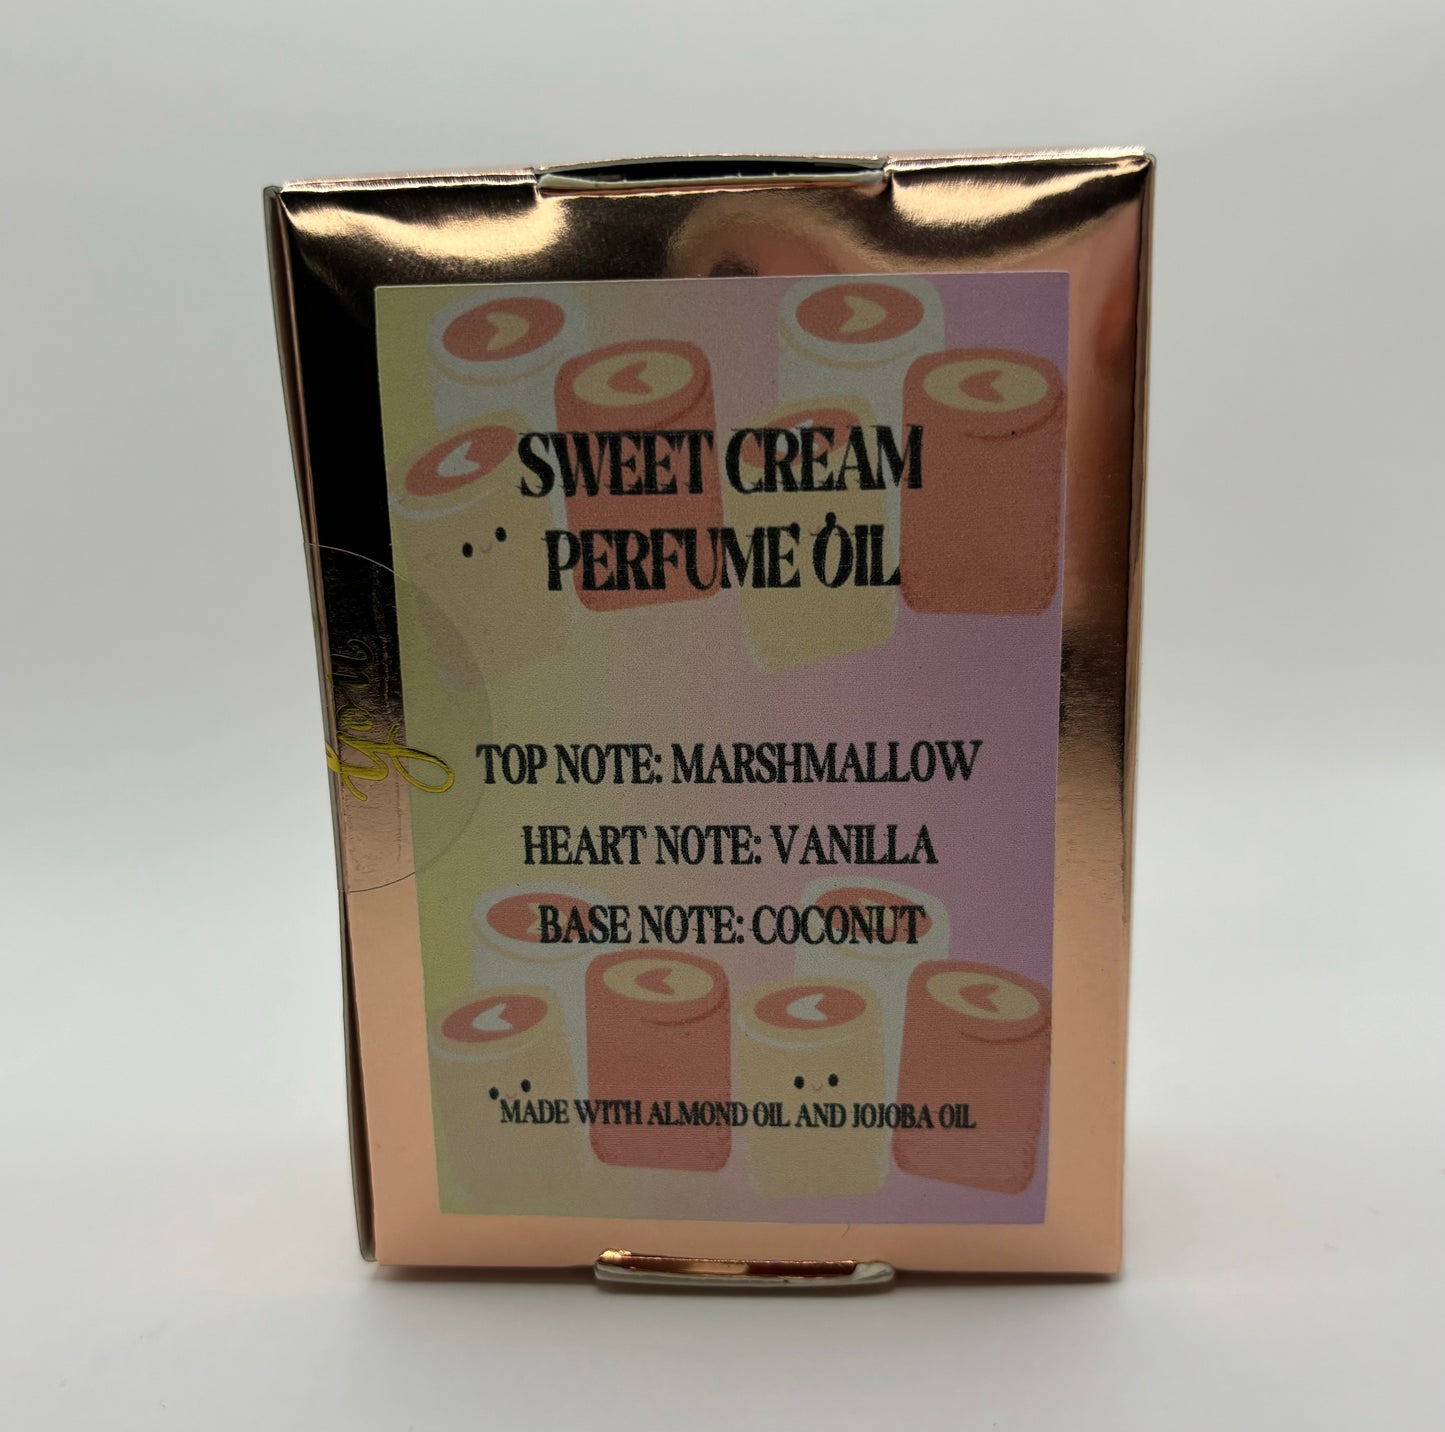 SWEET CREAM
PERFUME OIL
TOP NOTE: MARSHMALLOW
HEART NOTE: VANILLA
BASE NOTE: COCONUT
MADE WITH ALMOND OIL AND JOJOBA OIL
you